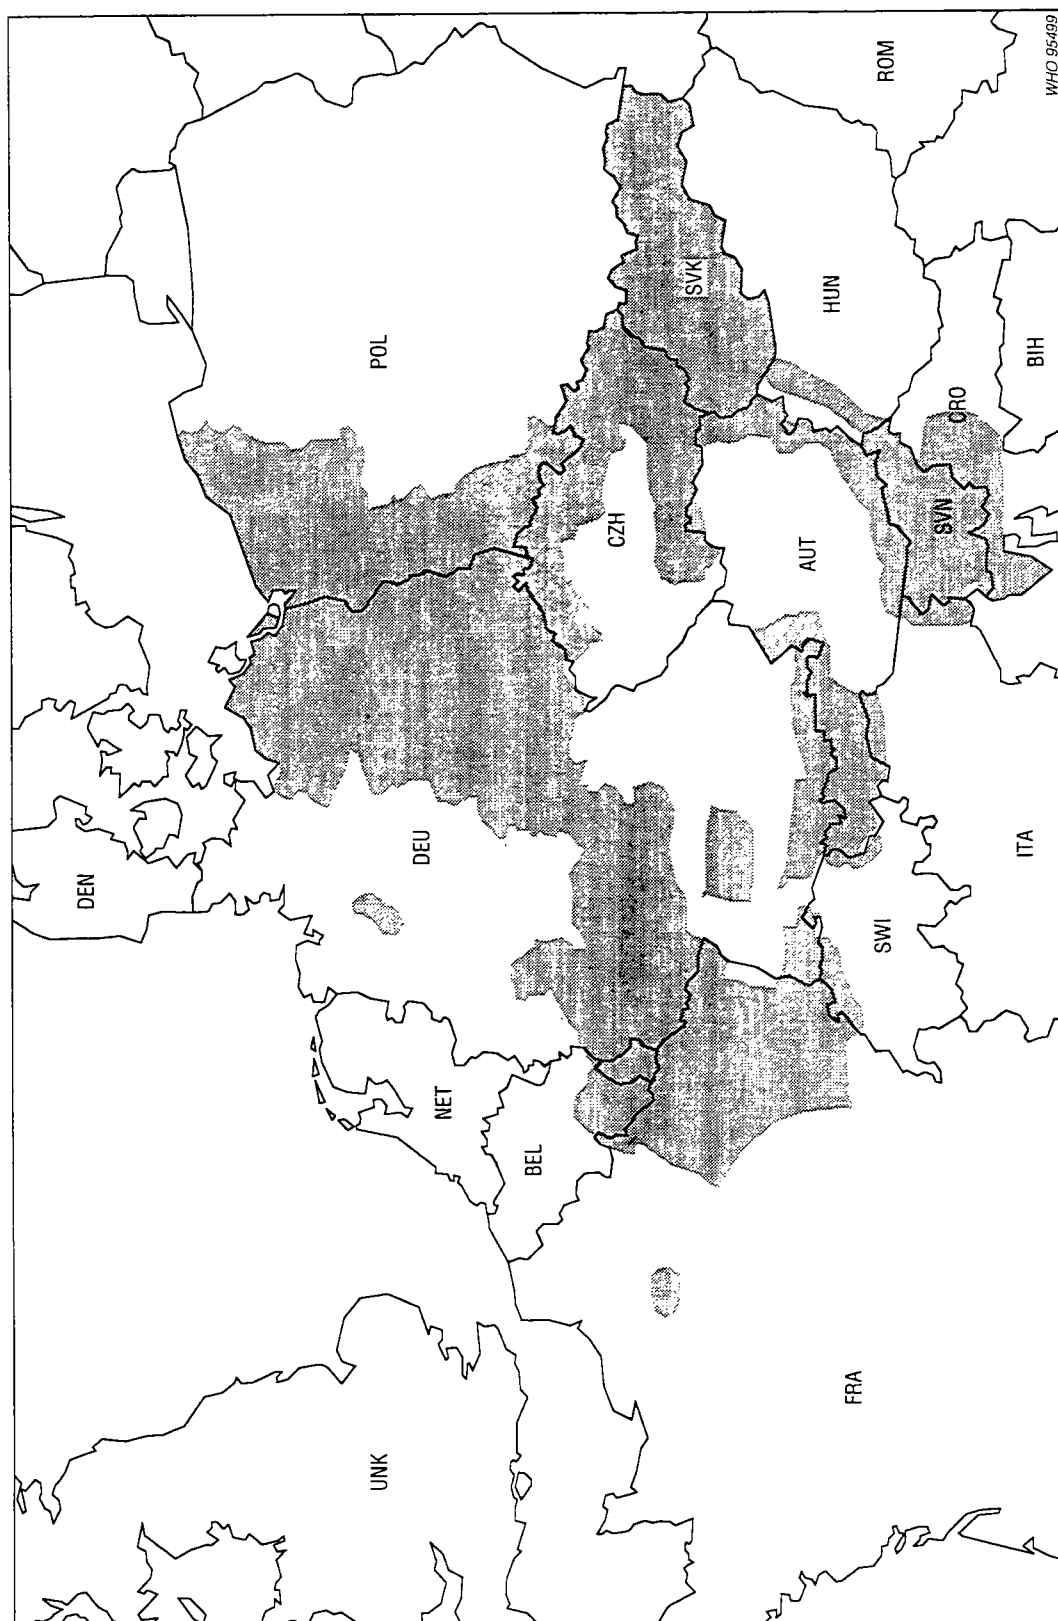 DEN
UNK
NET
DEU
POL
BEL
CZH
SVK
FRA
AUT
HUN
ROM
SWI
SVN
CRO
ITA
BIH
WHO 95499